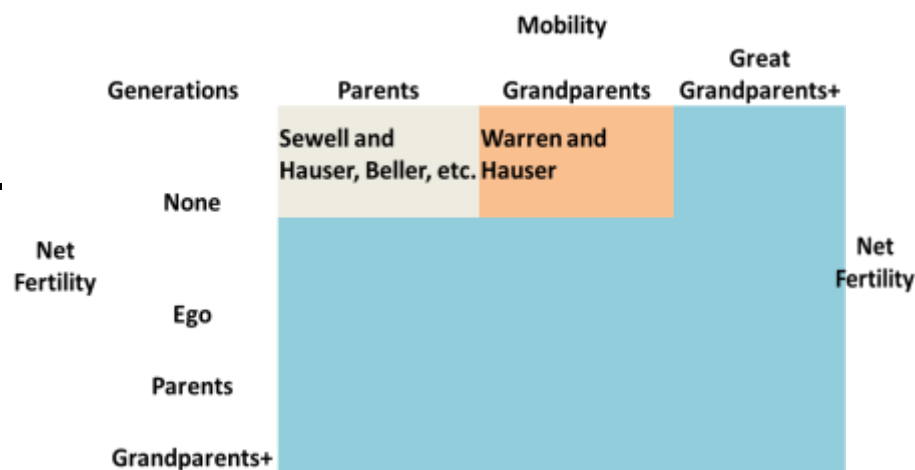 Mobility
Great
Generations Parents Grandparents Grandparents+
Sewell and Warren and
Hauser, Beller, etc. Hauser
None
Net Net
Fertility Fertility
Ego
Parents
Grandparents+